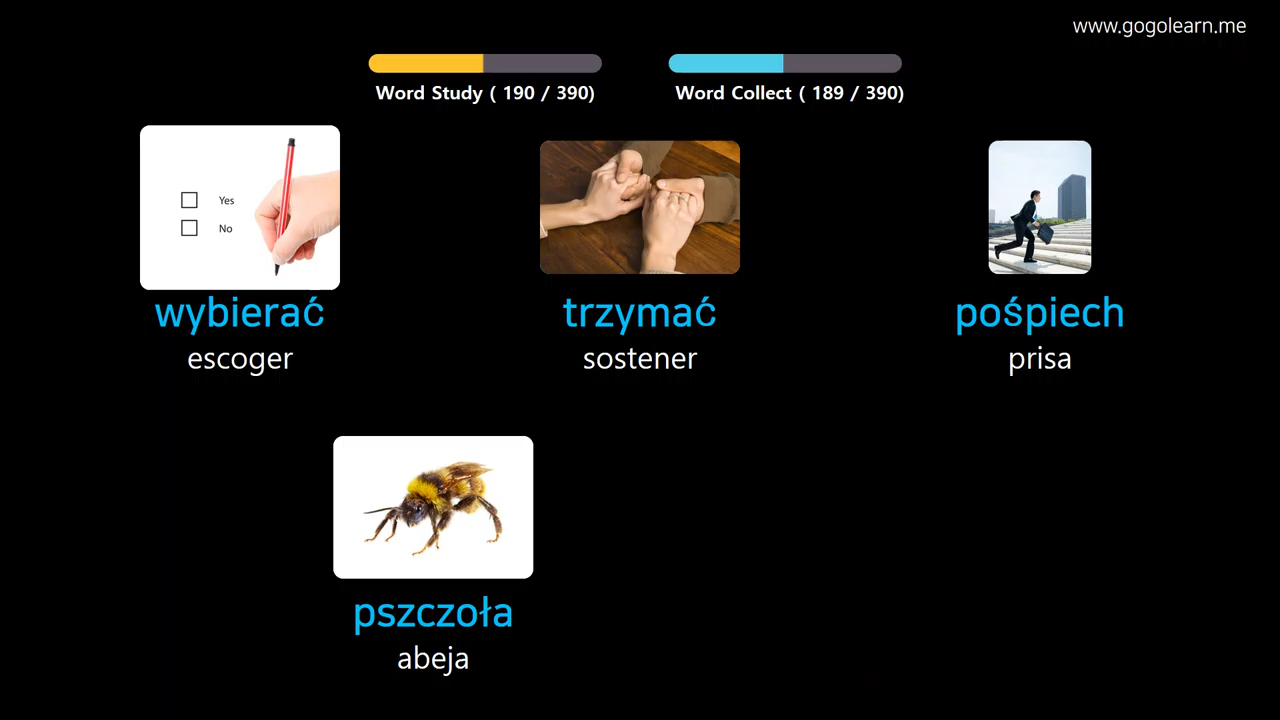 www.gogolearn.me
Word Study ( 190 / 390)
Word Collect ( 189 / 390)
Yes
No
wybierać
escoger
trzymać
sostener
pośpiech
prisa
pszczoła
abeja